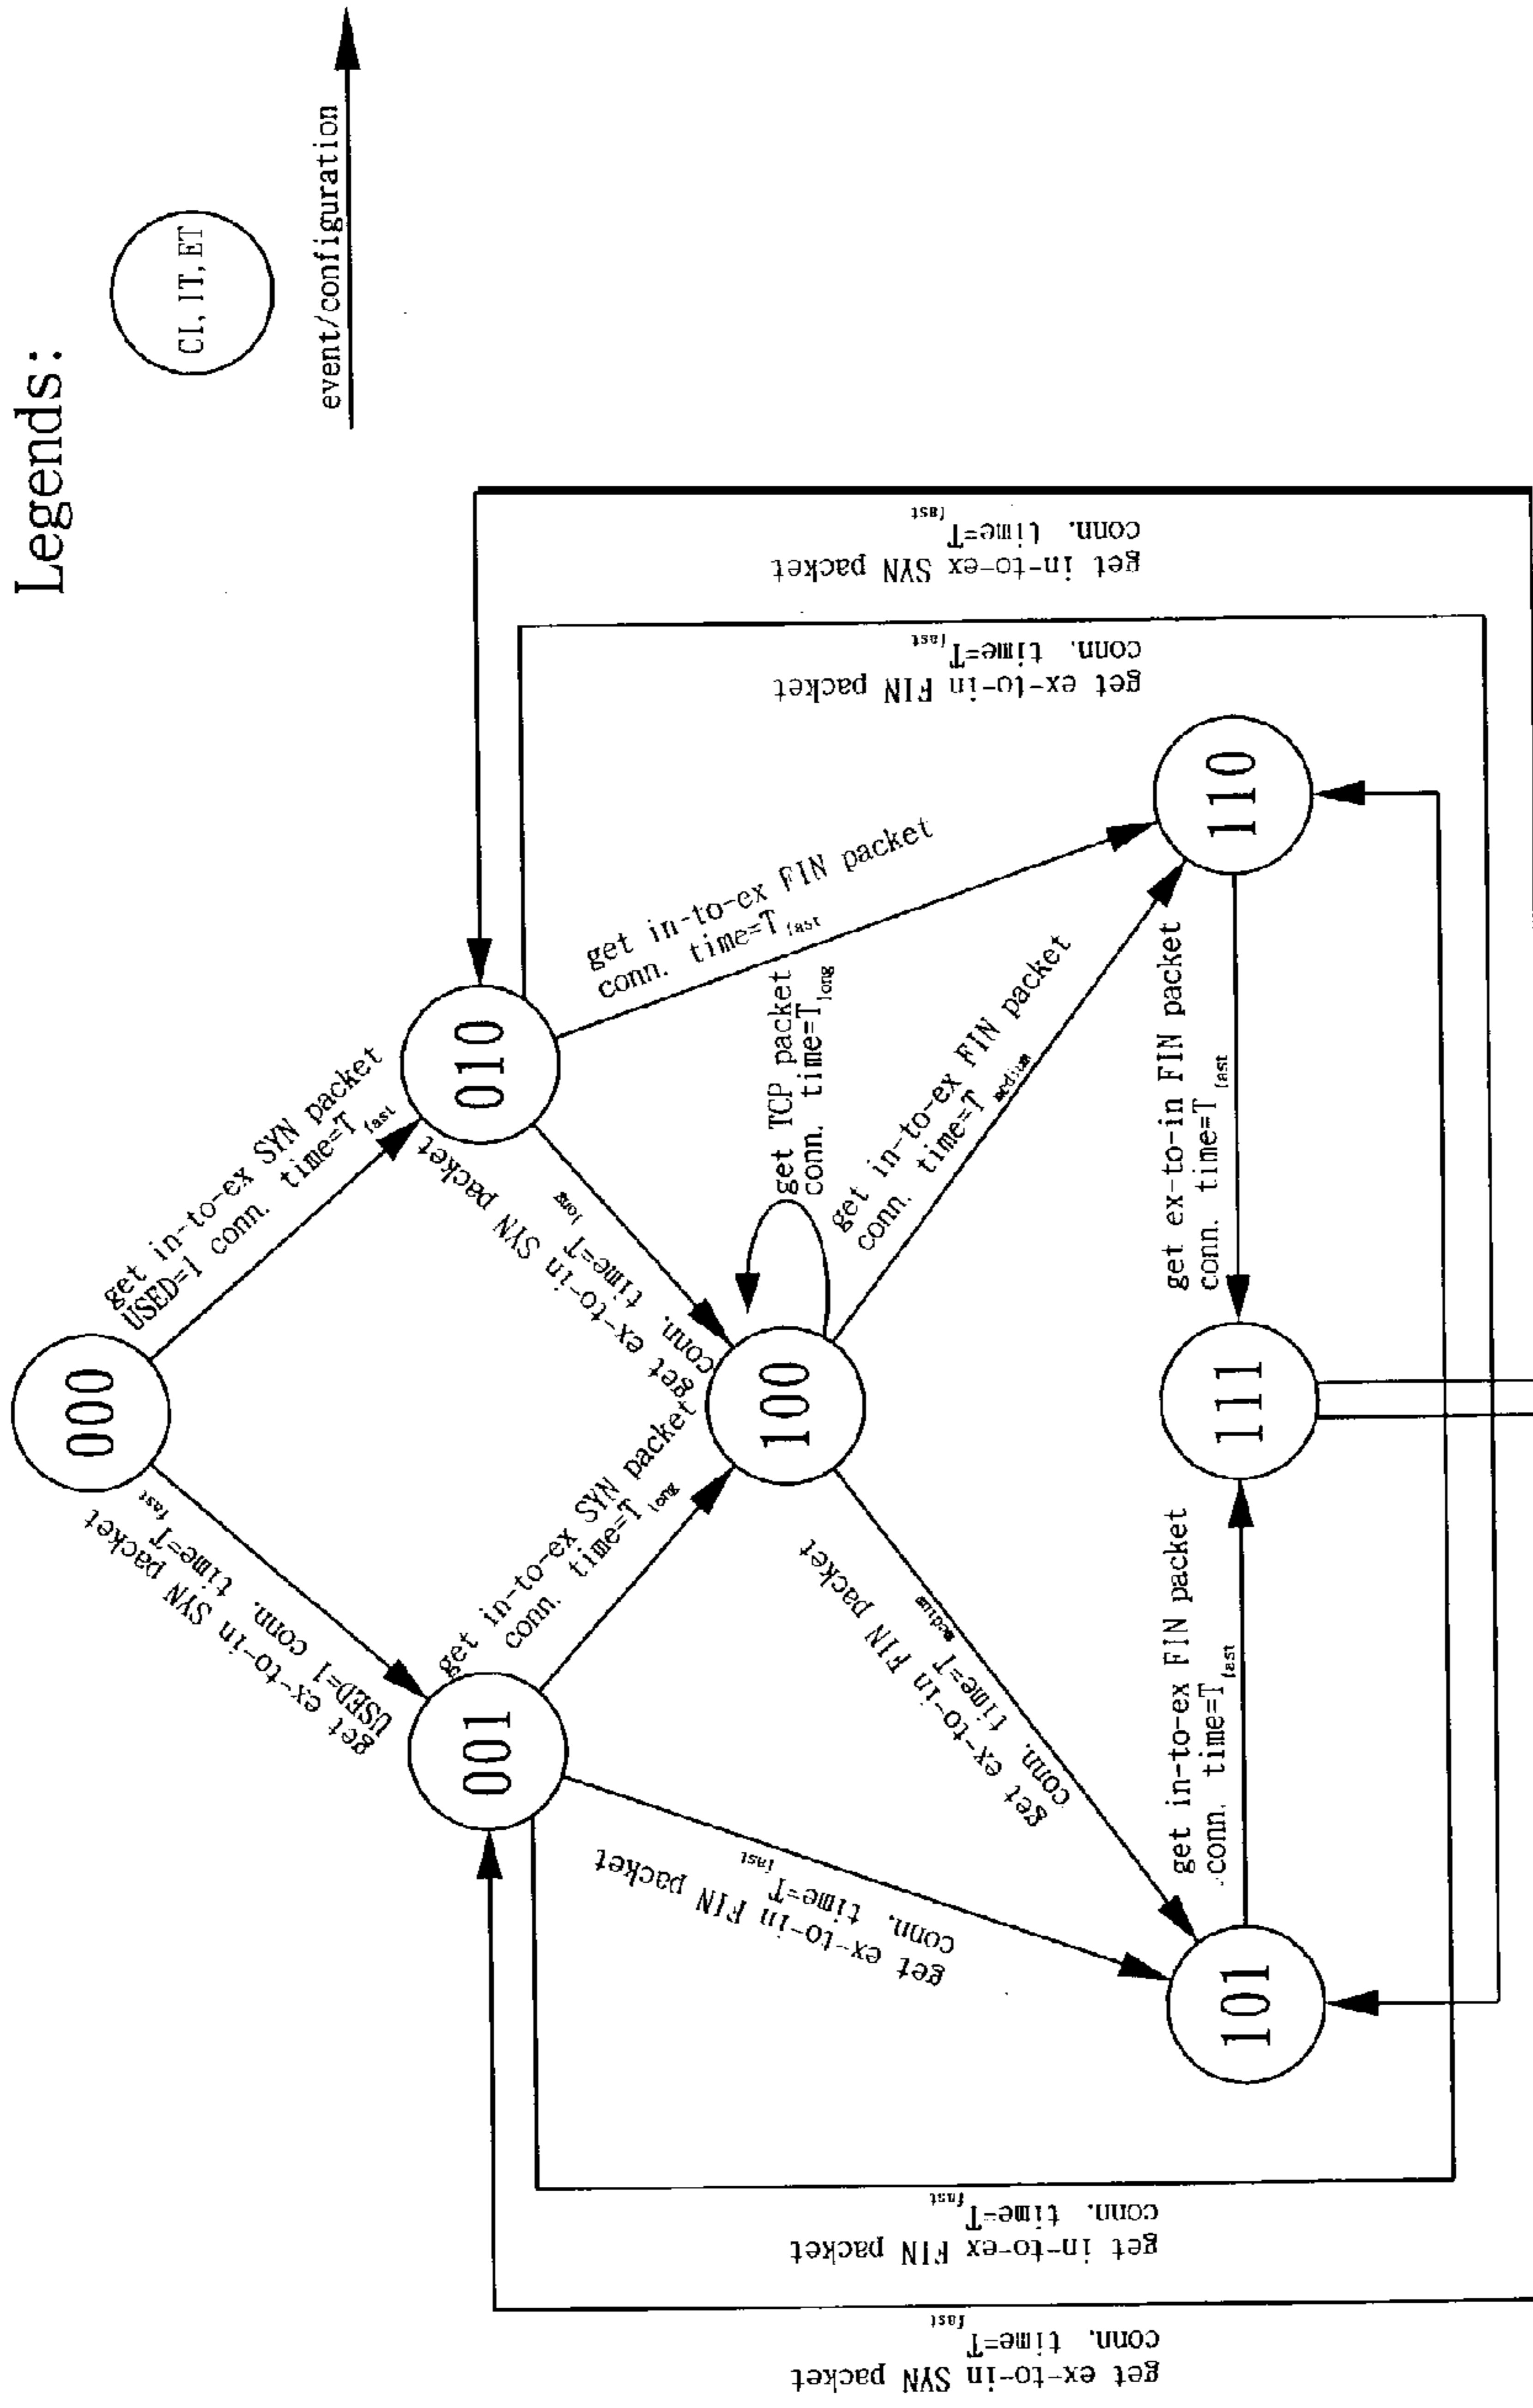 Legends:
CI, IT, ET
event/configuration
000
get in-to-ex SYN packet
USED=1 conn. time=T fast
get ex-to-in SYN packet
USED=1 conn. time=T fast
010
001
get ex-to-in SYN packet
conn. time=T long
get in-to-ex SYN packet
conn. time=T long
100
get TCP packet
conn. time=T long
get in-to-ex FIN packet
conn. time=T fast
get ex-to-in FIN packet
conn. time=T fast
get in-to-ex FIN packet
conn. time=T medium
get ex-to-in FIN packet
conn. time=T medium
110
111
101
get ex-to-in FIN packet
conn. time=T fast
get in-to-ex FIN packet
conn. time=T fast
get in-to-ex SYN packet
conn. time=T fast
get ex-to-in FIN packet
conn. time=T fast
get in-to-ex FIN packet
conn. time=T fast
get ex-to-in SYN packet
conn. time=T fast